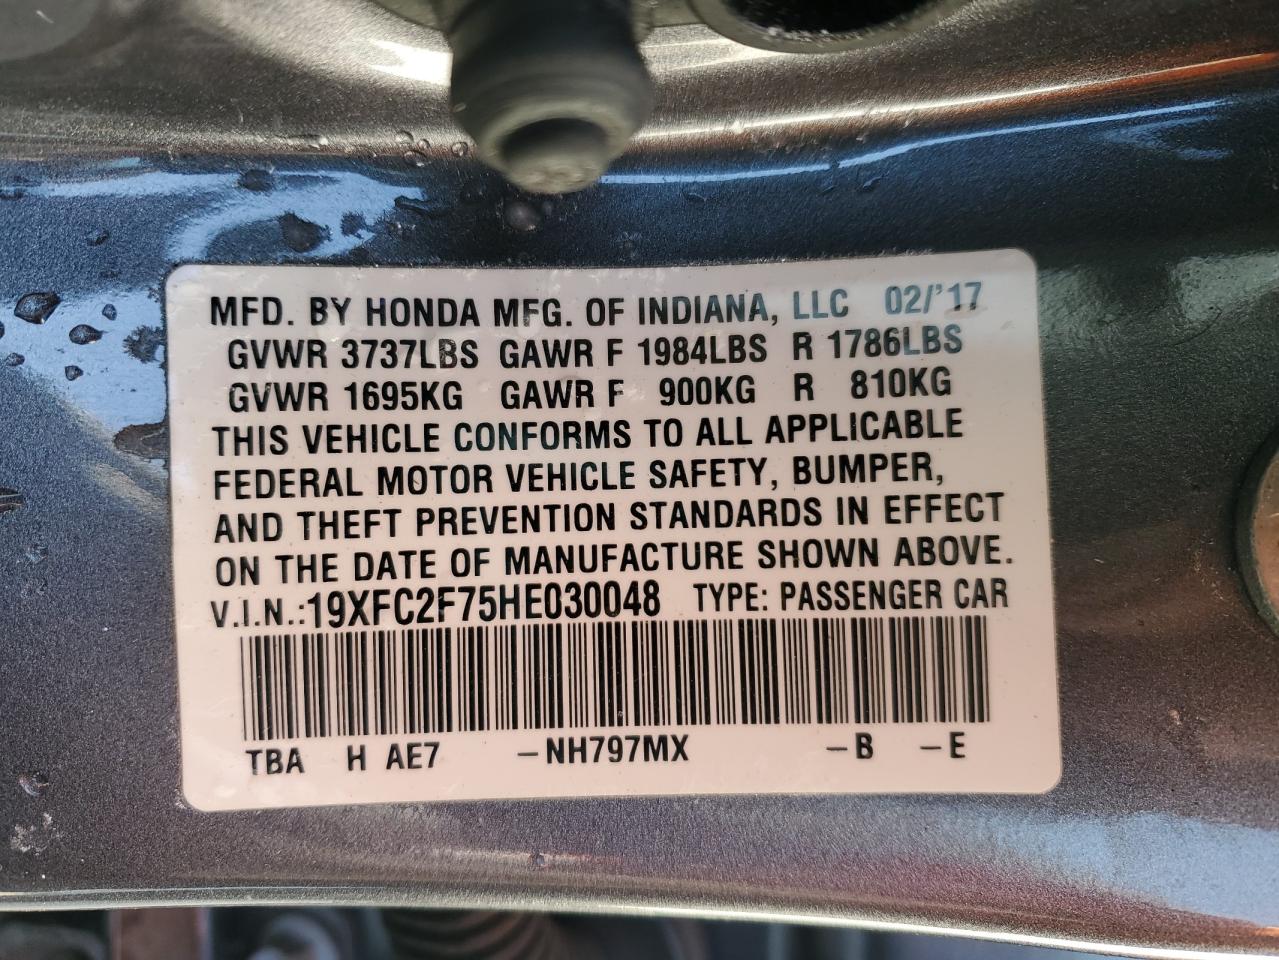 MFD. BY HONDA MFG. OF INDIANA, LLC 02/'17
GVWR 3737LBS GAWR F 1984LBS R 1786LBS
GVWR 1695KG GAWR F 900KG R 810KG
THIS VEHICLE CONFORMS TO ALL APPLICABLE
FEDERAL MOTOR VEHICLE SAFETY, BUMPER,
AND THEFT PREVENTION STANDARDS IN EFFECT
ON THE DATE OF MANUFACTURE SHOWN ABOVE.
V.I.N.:19XFC2F75HE030048 TYPE: PASSENGER CAR
TBA H AE7 –NH797MX –B –E